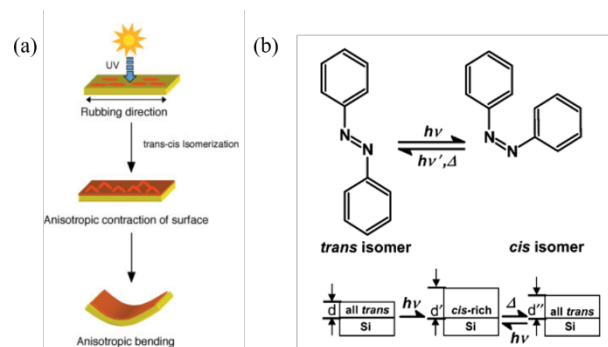 (a)
UV
Rubbing direction
trans-cis Isomerization
Anisotropic contraction of surface
Anisotropic bending
(b)
N
N
hν
hν',Δ
N
N
trans isomer
cis isomer
d
all trans
Si
hν
d'
cis-rich
Si
Δ
hν
d''
all trans
Si